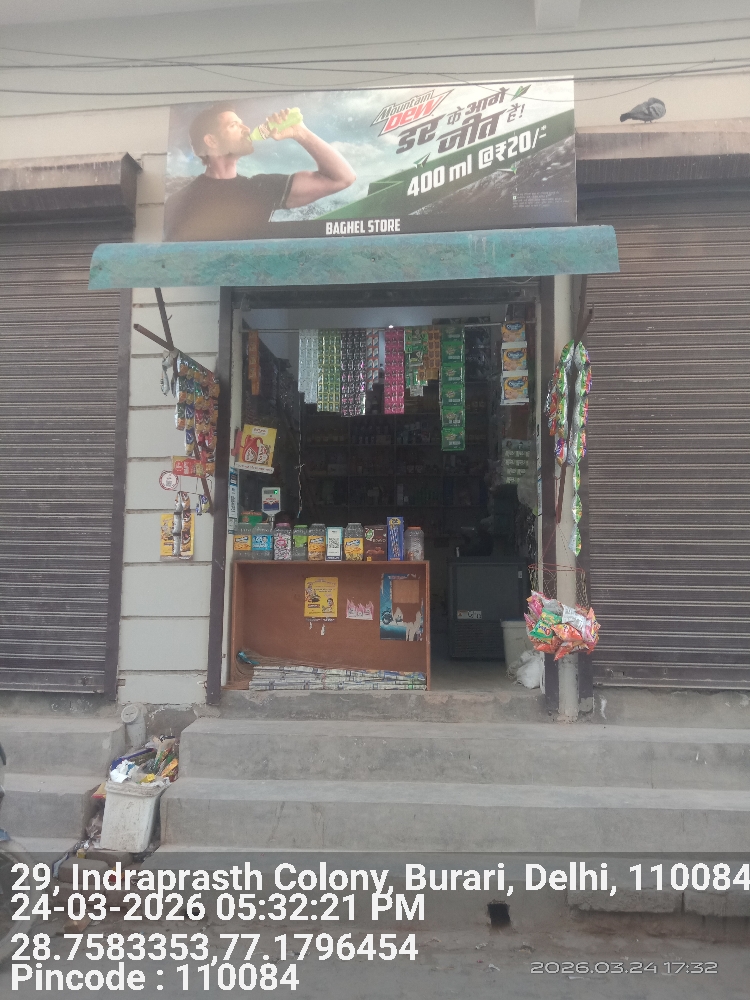 Mountain
DEW
डर के आगे
जीत है!
400 ml @₹20/-
BAGHEL STORE
29, Indraprasth Colony, Burari, Delhi, 110084
24-03-2026 05:32:21 PM
28.7583353,77.1796454
Pincode : 110084
2026.03.24 17:32